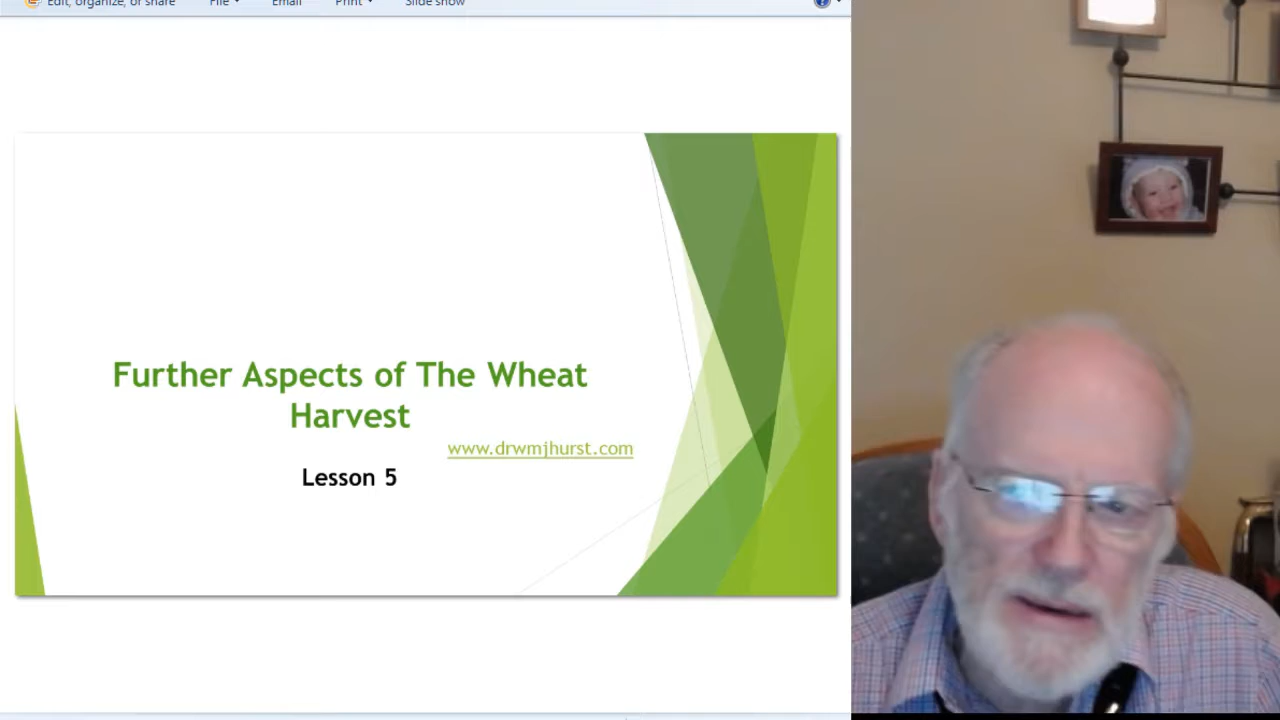 Edit, organize, or share File Email Print Slide show
Further Aspects of The Wheat
Harvest
www.drwmjhurst.com
Lesson 5